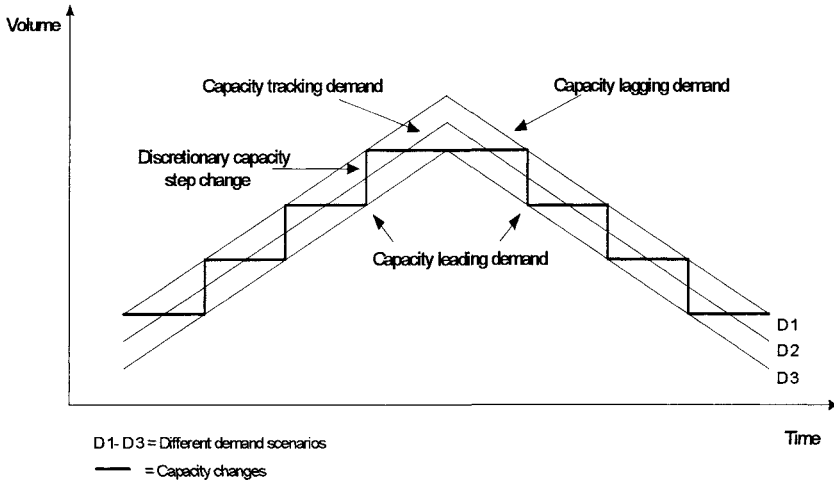 Volume
Capacity tracking demand
Capacity lagging demand
Discretionary capacity
step change
Capacity leading demand
D1
D2
D3
Time
D1-D3 = Different demand scenarios
= Capacity changes